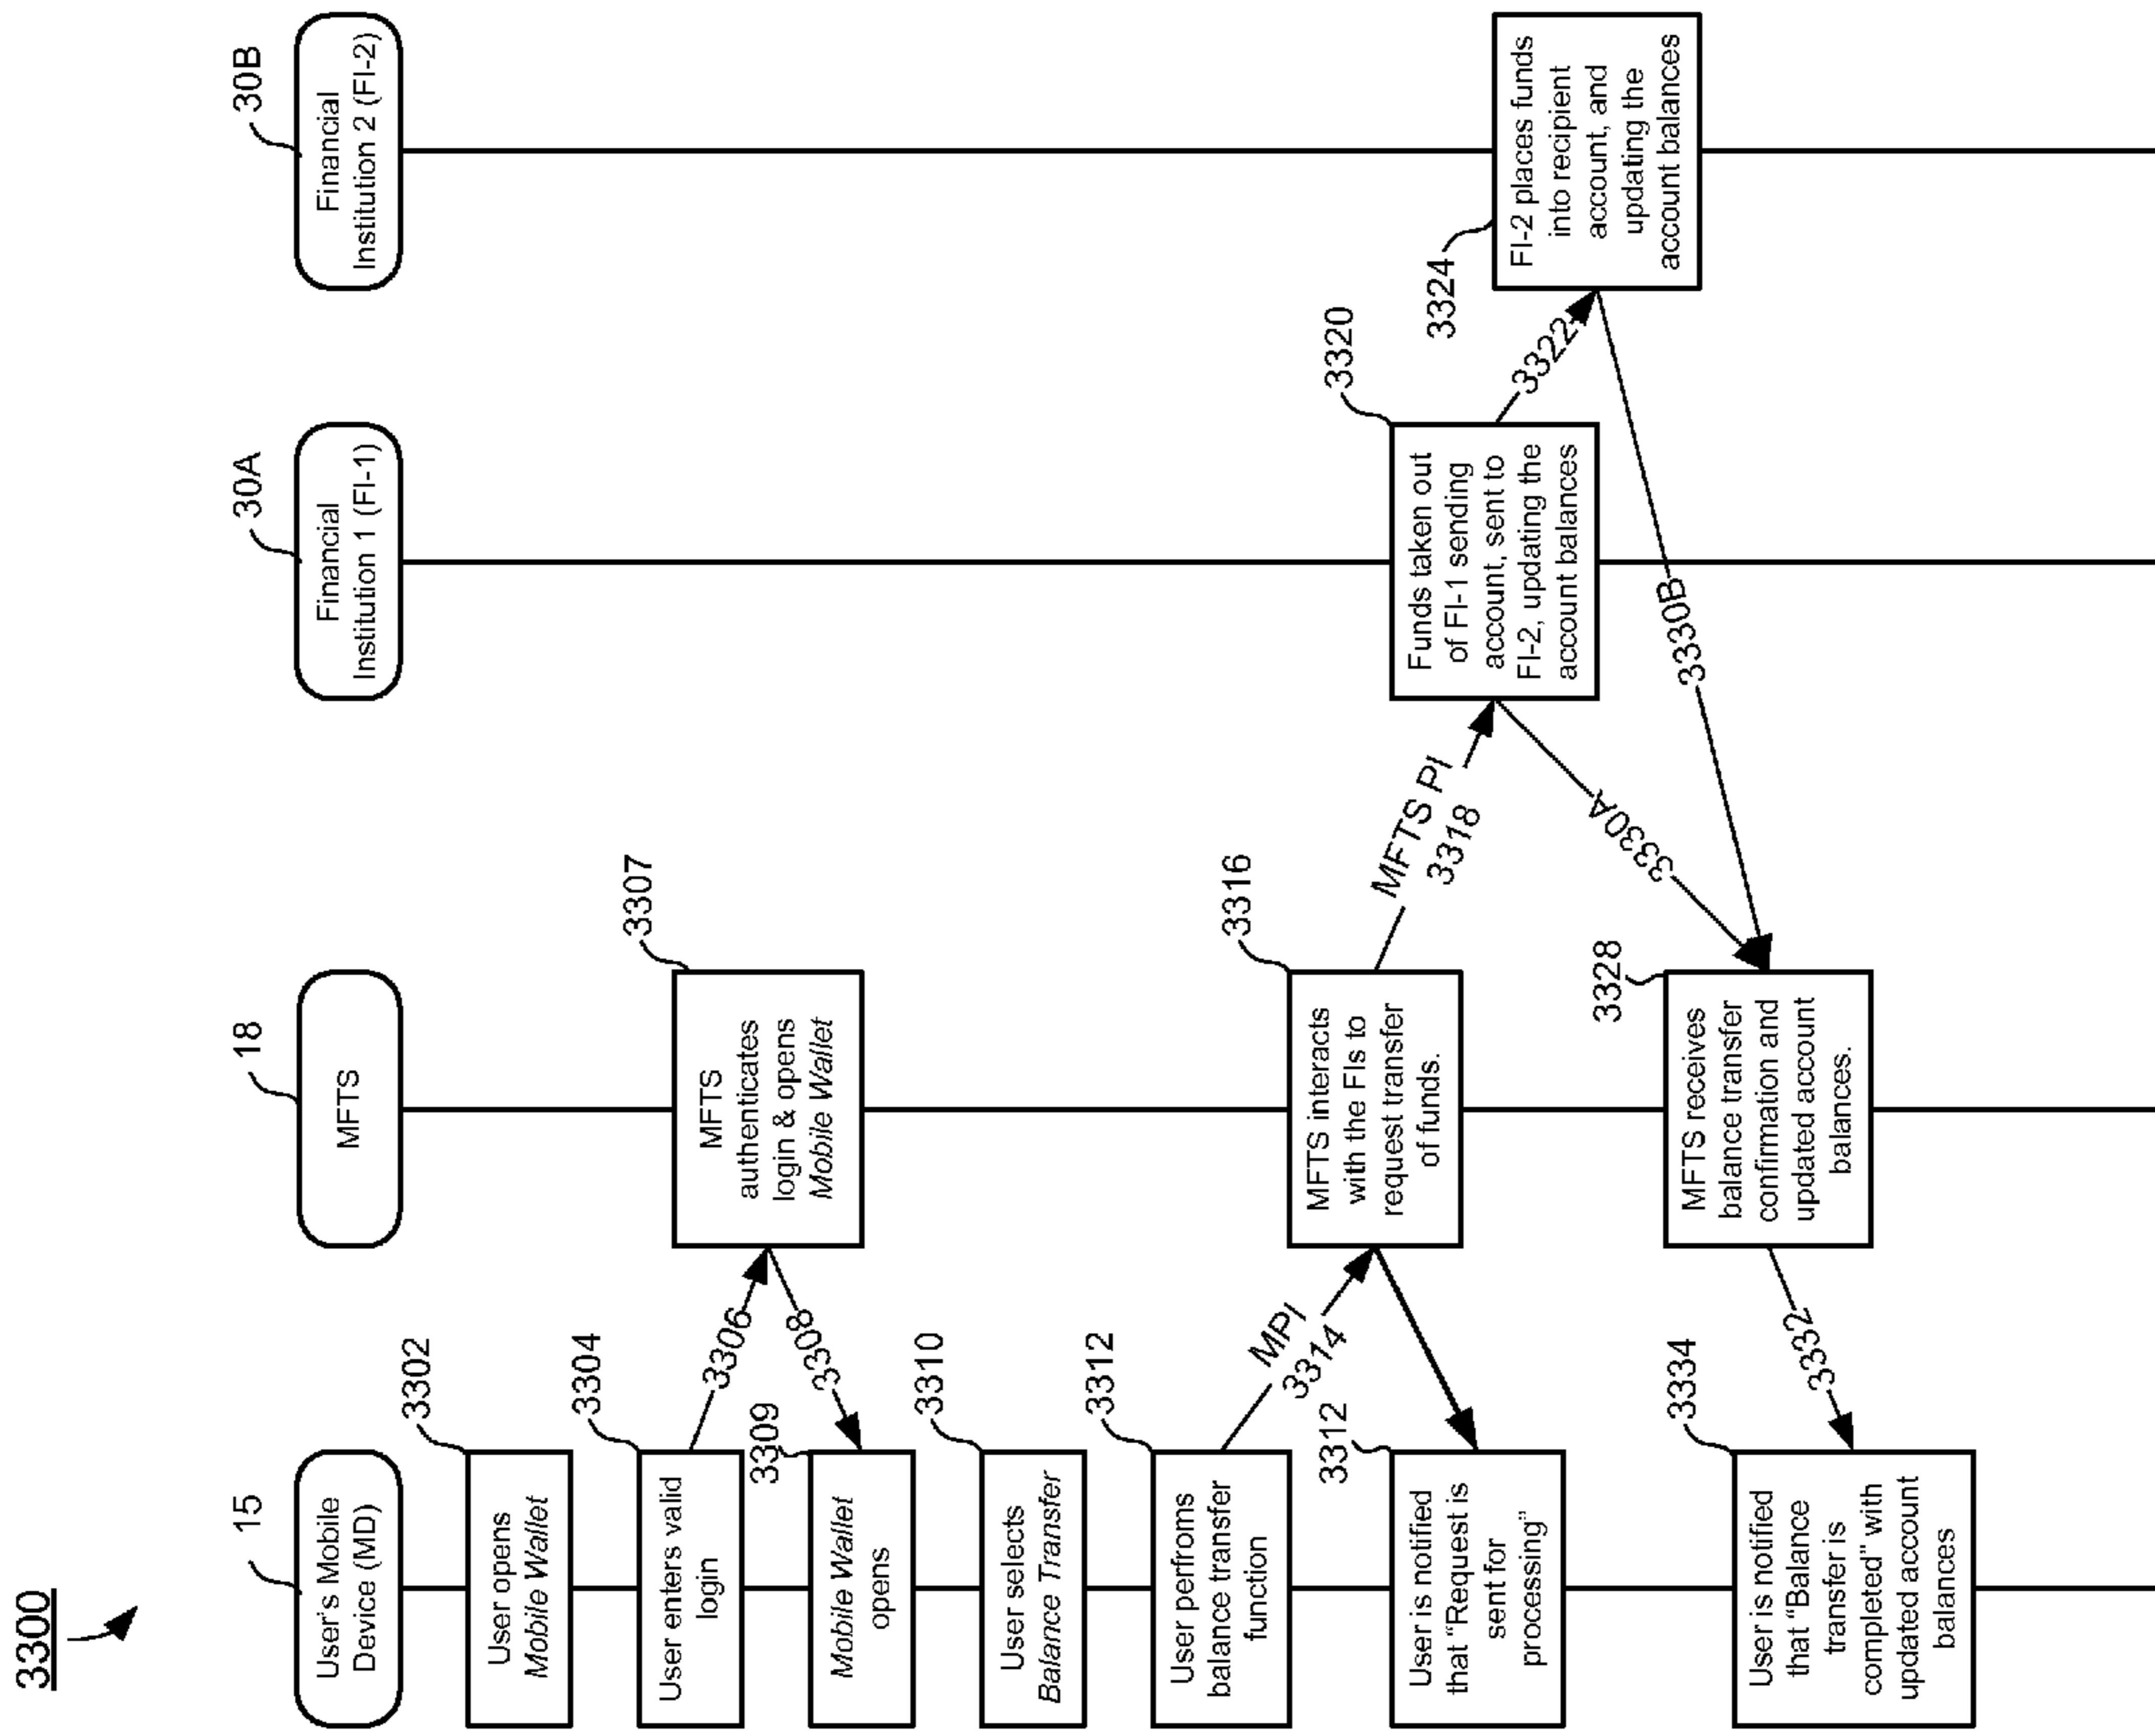 3300
15
User's Mobile
Device (MD)
18
MFTS
30A
Financial
Institution 1 (FI-1)
30B
Financial
Institution 2 (FI-2)
3302
User opens
Mobile Wallet
3304
User enters valid
login
3306
3307
MFTS
authenticates
login & opens
Mobile Wallet
3308
3309
Mobile Wallet
opens
3310
User selects
Balance Transfer
3312
User perfroms
balance transfer
function
MPI
3314
3316
MFTS interacts
with the FIs to
request transfer
of funds.
3312
User is notified
that “Request is
sent for
processing”
MFTS PI
3318
3320
Funds taken out
of FI-1 sending
account, sent to
FI-2, updating the
account balances
3322
3324
FI-2 places funds
into recipient
account, and
updating the
account balances
3330A
3330B
3328
MFTS receives
balance transfer
confirmation and
updated account
balances.
3332
3334
User is notified
that “Balance
transfer is
completed” with
updated account
balances